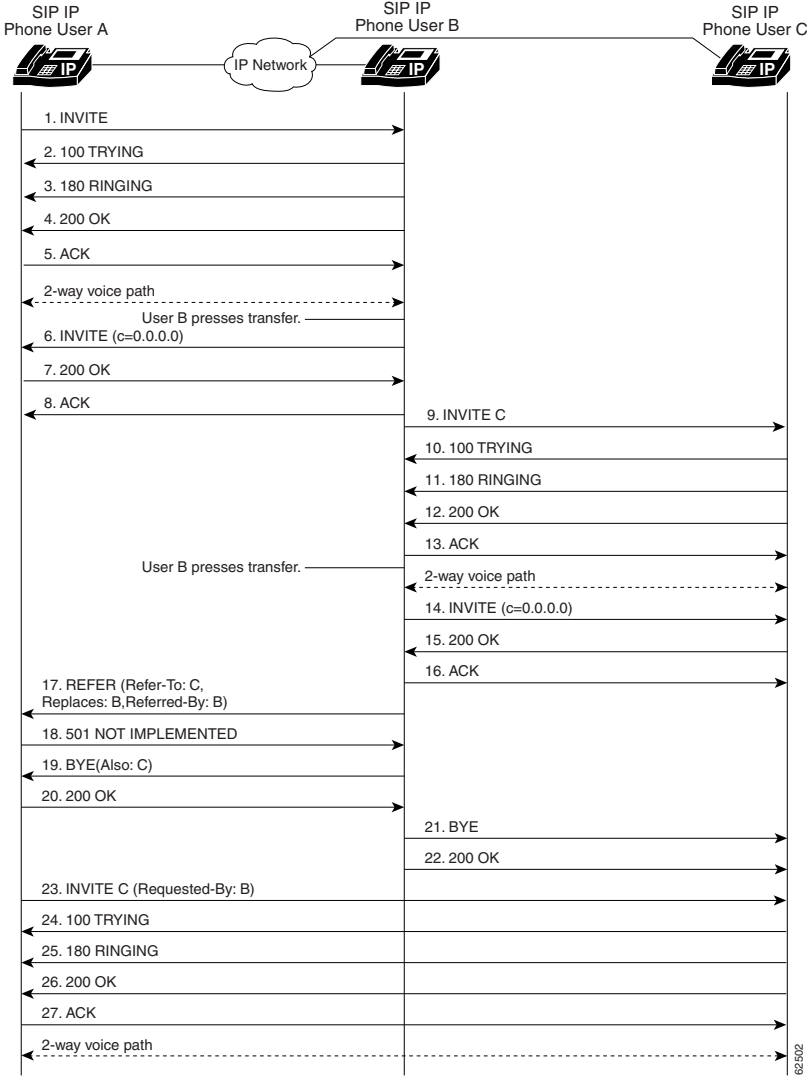 SIP IP
Phone User A
SIP IP
Phone User B
SIP IP
Phone User C
IP
IP Network
IP
IP
1. INVITE
2. 100 TRYING
3. 180 RINGING
4. 200 OK
5. ACK
2-way voice path
User B presses transfer.
6. INVITE (c=0.0.0.0)
7. 200 OK
8. ACK
9. INVITE C
10. 100 TRYING
11. 180 RINGING
12. 200 OK
13. ACK
User B presses transfer.
2-way voice path
14. INVITE (c=0.0.0.0)
15. 200 OK
16. ACK
17. REFER (Refer-To: C,
Replaces: B,Referred-By: B)
18. 501 NOT IMPLEMENTED
19. BYE(Also: C)
20. 200 OK
21. BYE
22. 200 OK
23. INVITE C (Requested-By: B)
24. 100 TRYING
25. 180 RINGING
26. 200 OK
27. ACK
2-way voice path
62502